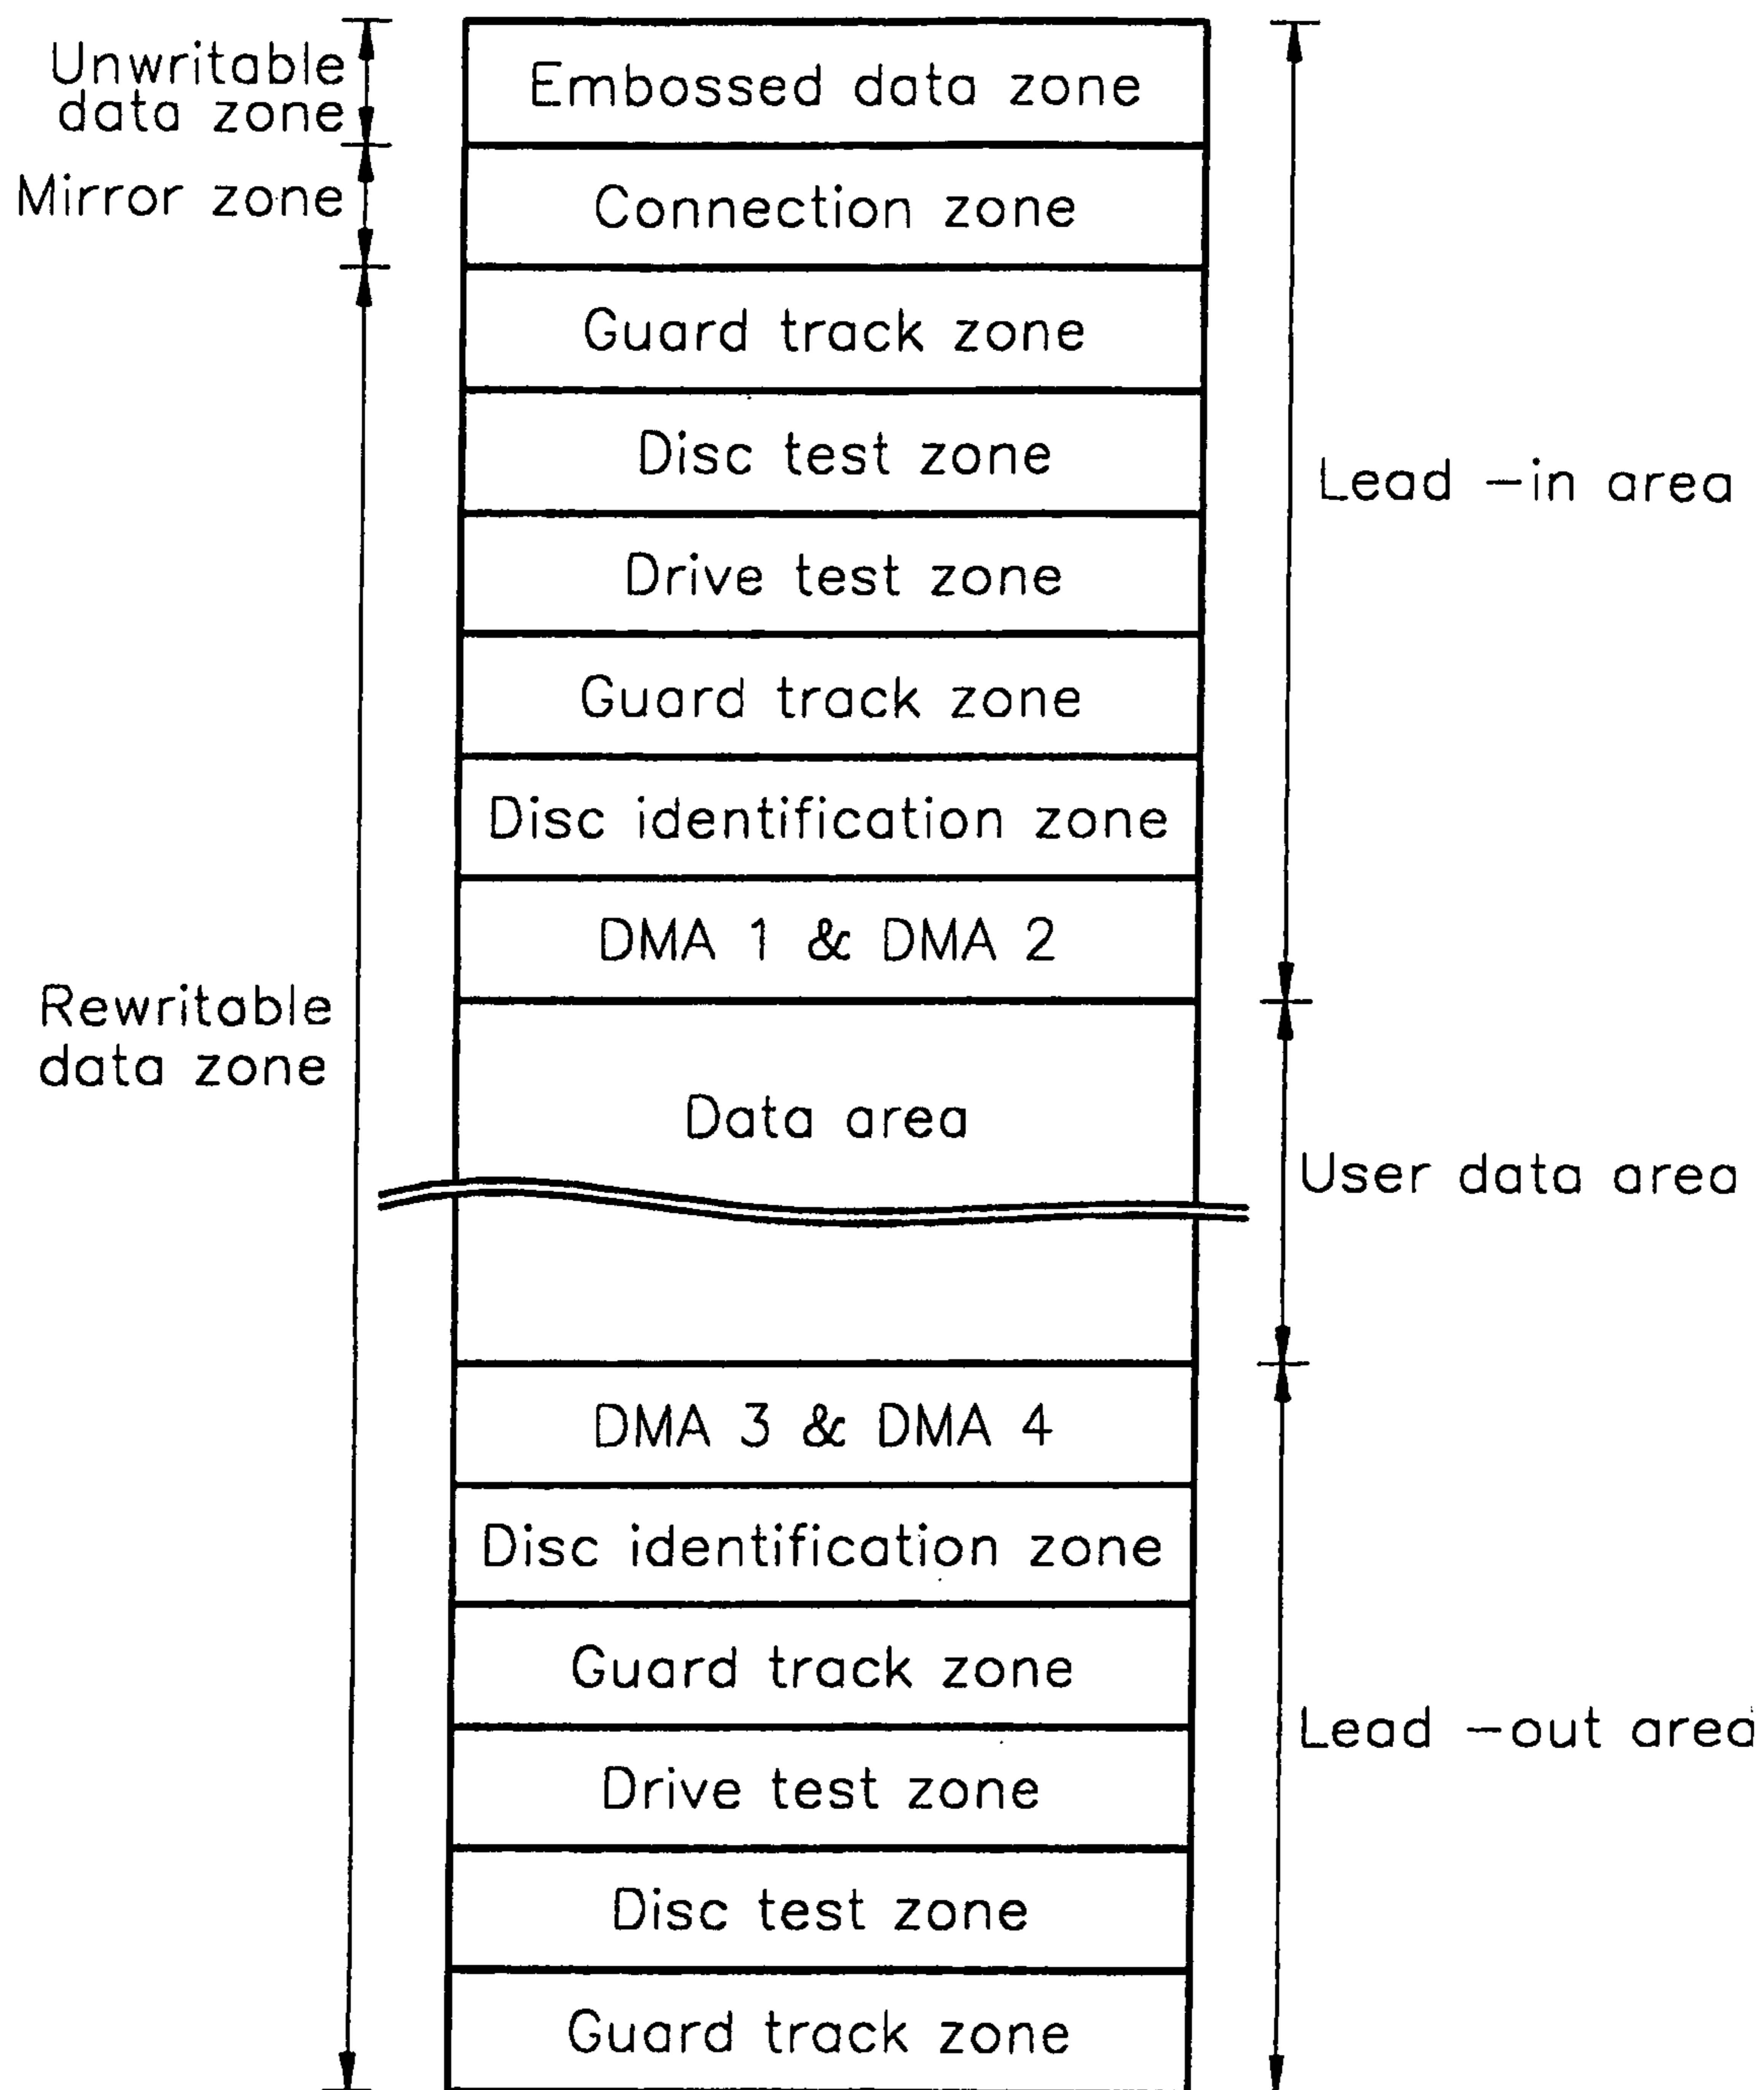 Unwritable
data zone
Embossed data zone
Mirror zone
Connection zone
Guard track zone
Disc test zone
Lead -in area
Drive test zone
Guard track zone
Disc identification zone
DMA 1 & DMA 2
Rewritable
data zone
Data area
User data area
DMA 3 & DMA 4
Disc identification zone
Guard track zone
Lead -out area
Drive test zone
Disc test zone
Guard track zone